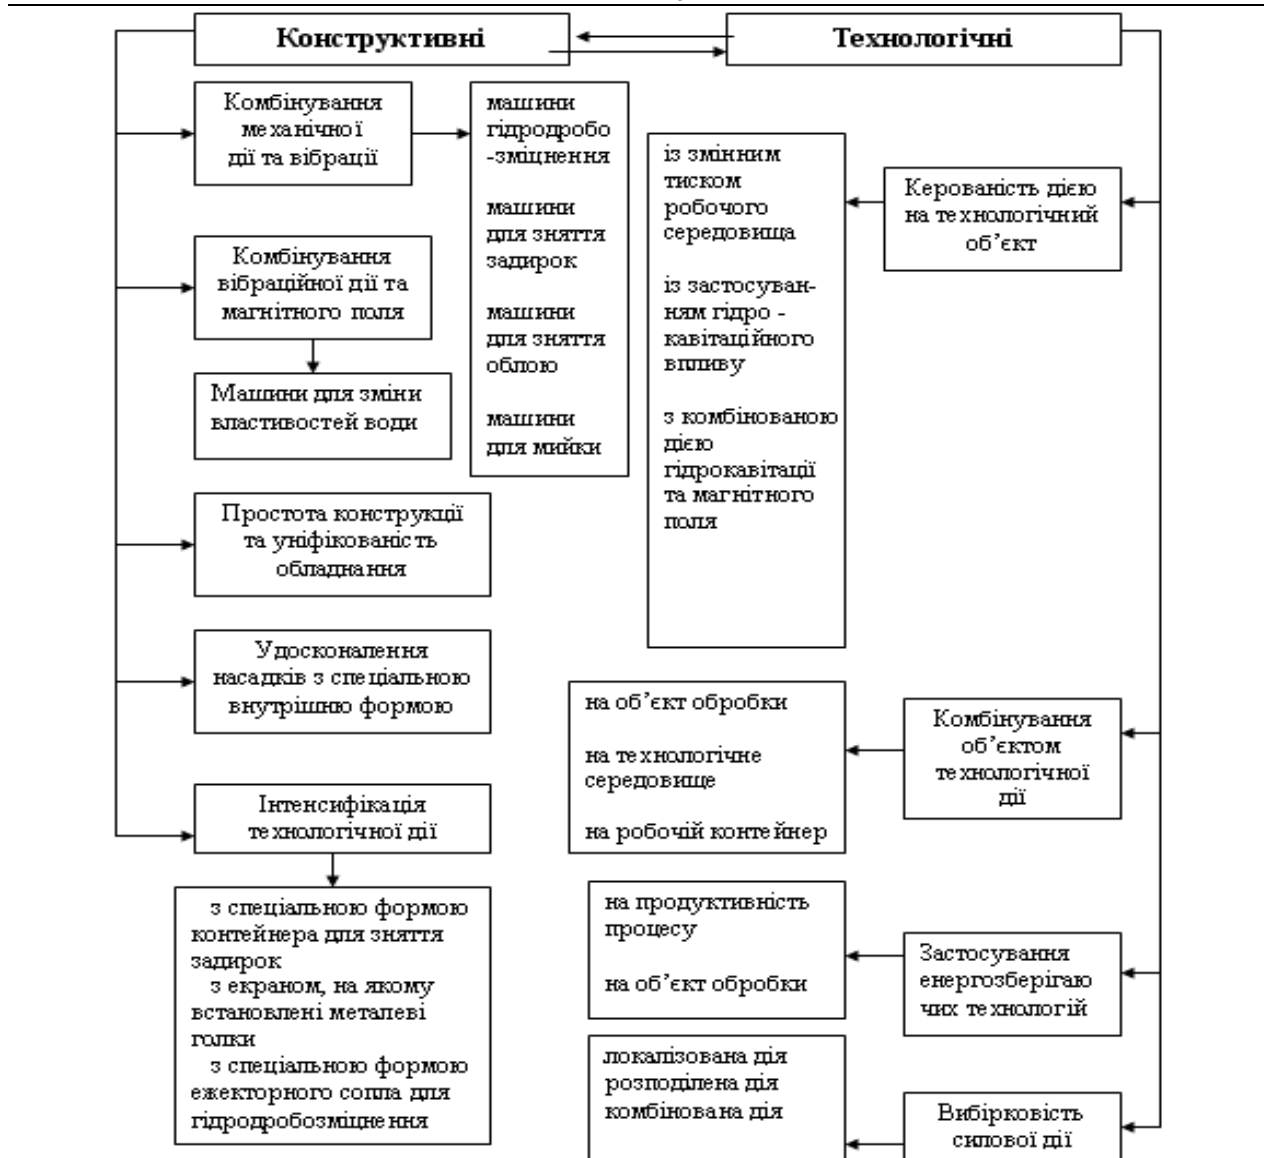 Конструктивні
Технологічні
Комбінування
механічної
дії та вібрації
машини
гідродробо
-зміцнення
машини
для зняття
задирок
машини
для зняття
облою
машини
для мийки
Комбінування
вібраційної дії та
магнітного поля
Машини для зміни
властивостей води
Простота конструкції
та уніфікованість
обладнання
Удосконалення
насадків з спеціальною
внутрішню формою
Інтенсифікація
технологічної дії
з спеціальною формою
контейнера для зняття
задирок
з екраном, на якому
встановлені металеві
голки
з спеціальною формою
ежекторного сопла для
гідродробозміцнення
із змінним
тиском
робочого
середовища
із застосуван-
ням гідро -
кавітаційного
впливу
з комбінованою
дією
гідрокавітації
та магнітного
поля
Керованість дією
на технологічний
об’єкт
на об’єкт обробки
на технологічне
середовище
на робочій контейнер
Комбінування
об’єктом
технологічної
дії
на продуктивність
процесу
на об’єкт обробки
Застосування
енергозберігаю
чих технологій
локалізована дія
розподілена дія
комбінована дія
Вибірковість
силової дії